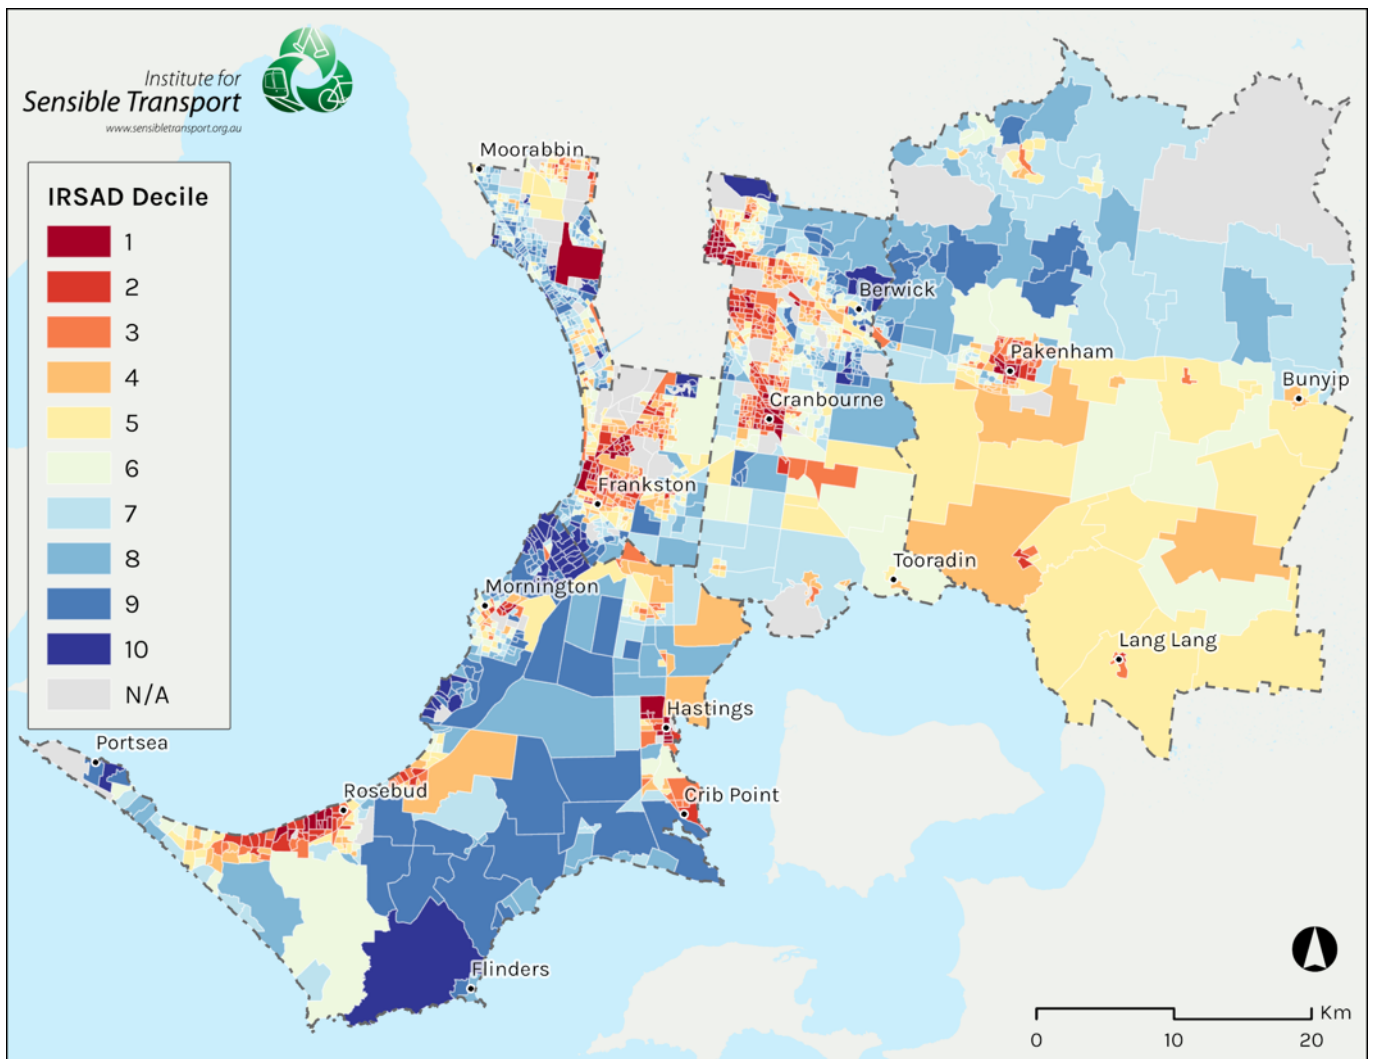 Institute for
Sensible Transport
www.sensibletransport.org.au
IRSAD Decile
1
2
3
4
5
6
7
8
9
10
N/A
Moorabbin
Berwick
Pakenham
Bunyip
Cranbourne
Frankston
Tooradin
Mornington
Lang Lang
Hastings
Portsea
Rosebud
Crib Point
Flinders
Km
0 10 20